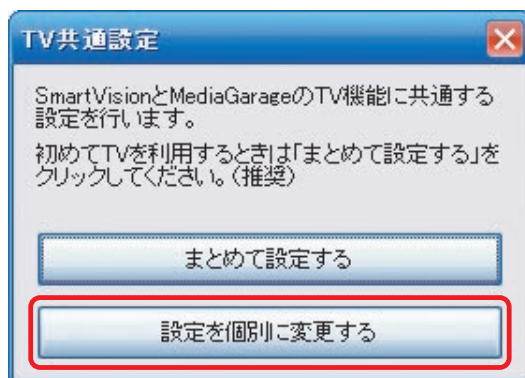 TV共通設定
SmartVisionとMediaGarageのTV機能に共通する
設定を行います。
初めてTVを利用するときは「まとめて設定する」を
クリックしてください。(推奨)
まとめて設定する
設定を個別に変更する